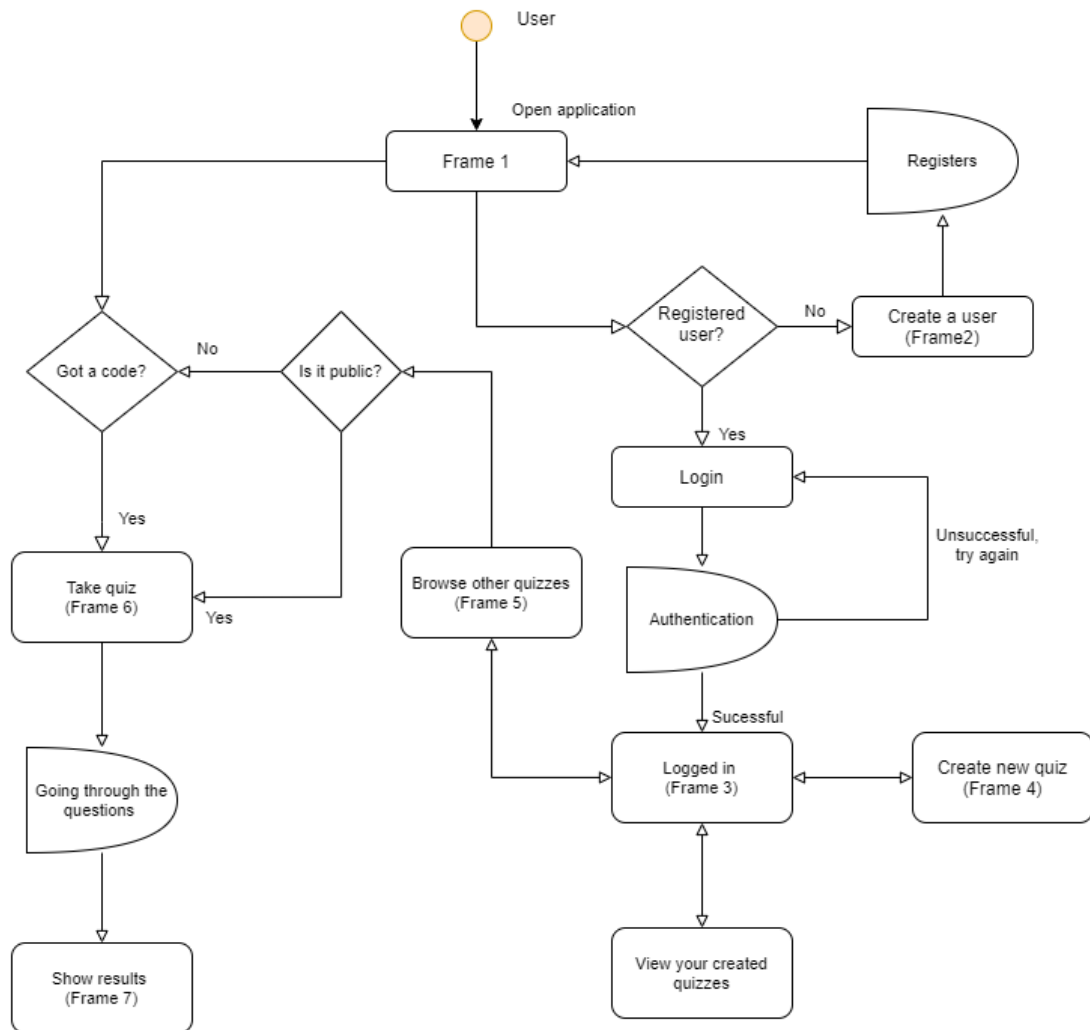 User
Open application
Frame 1
Registers
Registered
user?
No
Create a user
(Frame2)
Got a code?
No
Is it public?
Yes
Login
Yes
Unsuccessful,
try again
Take quiz
(Frame 6)
Yes
Browse other quizzes
(Frame 5)
Authentication
Sucessful
Going through the
questions
Logged in
(Frame 3)
Create new quiz
(Frame 4)
Show results
(Frame 7)
View your created
quizzes